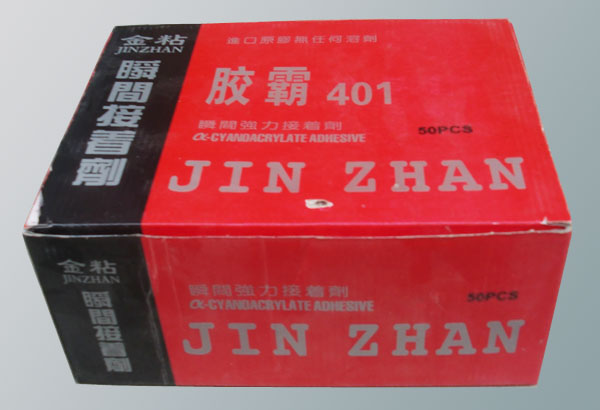 金粘
JINZHAN
瞬間接着劑
進口原膠無任何溶劑
胶霸 401
瞬間強力接着劑
α-CYANDACRYLATE ADHESIVE
50PCS
JIN ZHAN
金粘
JINZHAN
瞬間接着劑
瞬間強力接着劑
α-CYANDACRYLATE ADHESIVE
50PCS
JIN ZHAN